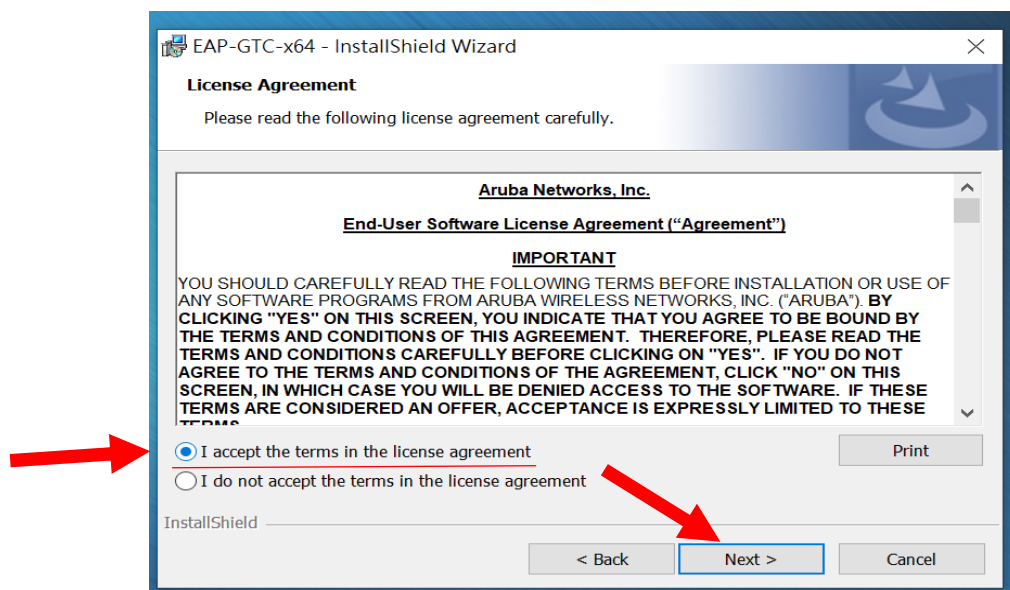 EAP-GTC-x64 - InstallShield Wizard
License Agreement
Please read the following license agreement carefully.
Aruba Networks, Inc.
End-User Software License Agreement (“Agreement”)
IMPORTANT
YOU SHOULD CAREFULLY READ THE FOLLOWING TERMS BEFORE INSTALLATION OR USE OF
ANY SOFTWARE PROGRAMS FROM ARUBA WIRELESS NETWORKS, INC. (“ARUBA”). BY
CLICKING "YES" ON THIS SCREEN, YOU INDICATE THAT YOU AGREE TO BE BOUND BY
THE TERMS AND CONDITIONS OF THIS AGREEMENT. THEREFORE, PLEASE READ THE
TERMS AND CONDITIONS CAREFULLY BEFORE CLICKING ON "YES". IF YOU DO NOT
AGREE TO THE TERMS AND CONDITIONS OF THE AGREEMENT, CLICK "NO" ON THIS
SCREEN, IN WHICH CASE YOU WILL BE DENIED ACCESS TO THE SOFTWARE. IF THESE
TERMS ARE CONSIDERED AN OFFER, ACCEPTANCE IS EXPRESSLY LIMITED TO THESE
TERMS
I accept the terms in the license agreement
Print
I do not accept the terms in the license agreement
InstallShield
< Back
Next >
Cancel